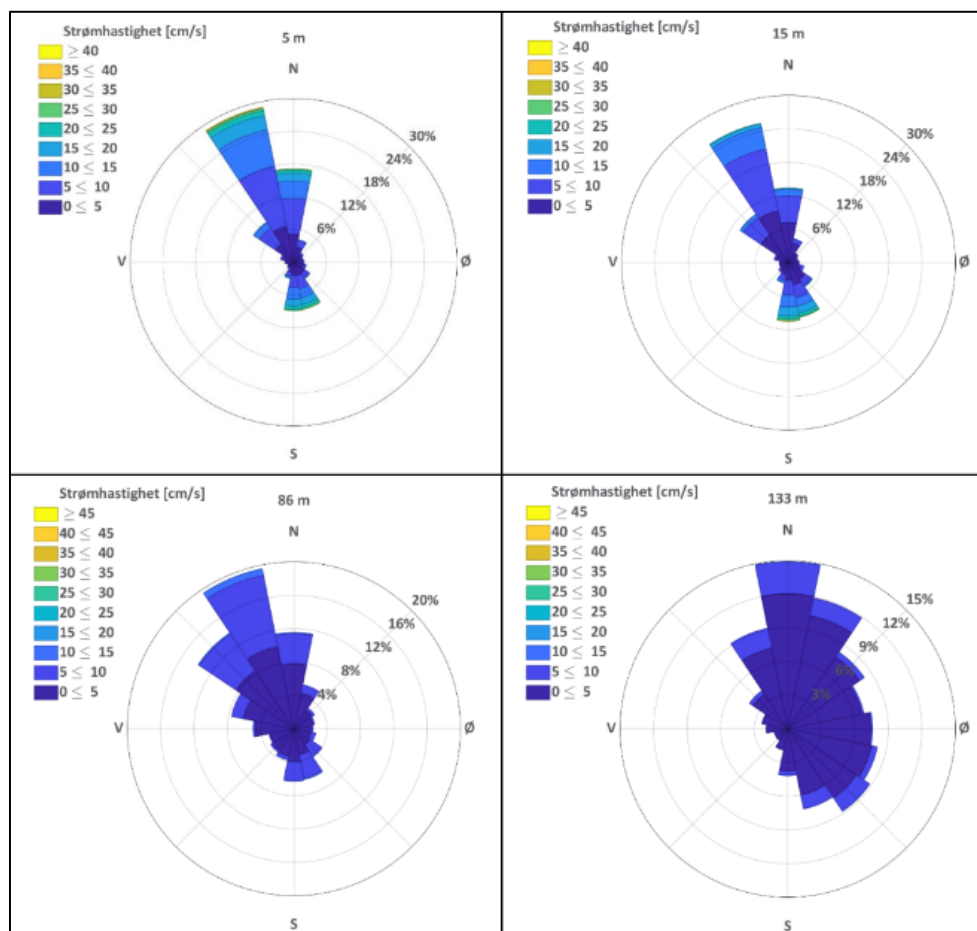 Strømhastighet [cm/s]
5 m
≥ 40
35 ≤ 40
30 ≤ 35
25 ≤ 30
20 ≤ 25
15 ≤ 20
10 ≤ 15
5 ≤ 10
0 ≤ 5
N
30%
24%
18%
12%
6%
V
Ø
S
Strømhastighet [cm/s]
15 m
≥ 40
35 ≤ 40
30 ≤ 35
25 ≤ 30
20 ≤ 25
15 ≤ 20
10 ≤ 15
5 ≤ 10
0 ≤ 5
N
30%
24%
18%
12%
6%
V
Ø
S
Strømhastighet [cm/s]
86 m
≥ 45
40 ≤ 45
35 ≤ 40
30 ≤ 35
25 ≤ 30
20 ≤ 25
15 ≤ 20
10 ≤ 15
5 ≤ 10
0 ≤ 5
N
20%
16%
12%
8%
4%
V
Ø
S
Strømhastighet [cm/s]
133 m
≥ 45
40 ≤ 45
35 ≤ 40
30 ≤ 35
25 ≤ 30
20 ≤ 25
15 ≤ 20
10 ≤ 15
5 ≤ 10
0 ≤ 5
N
15%
12%
9%
6%
3%
V
Ø
S